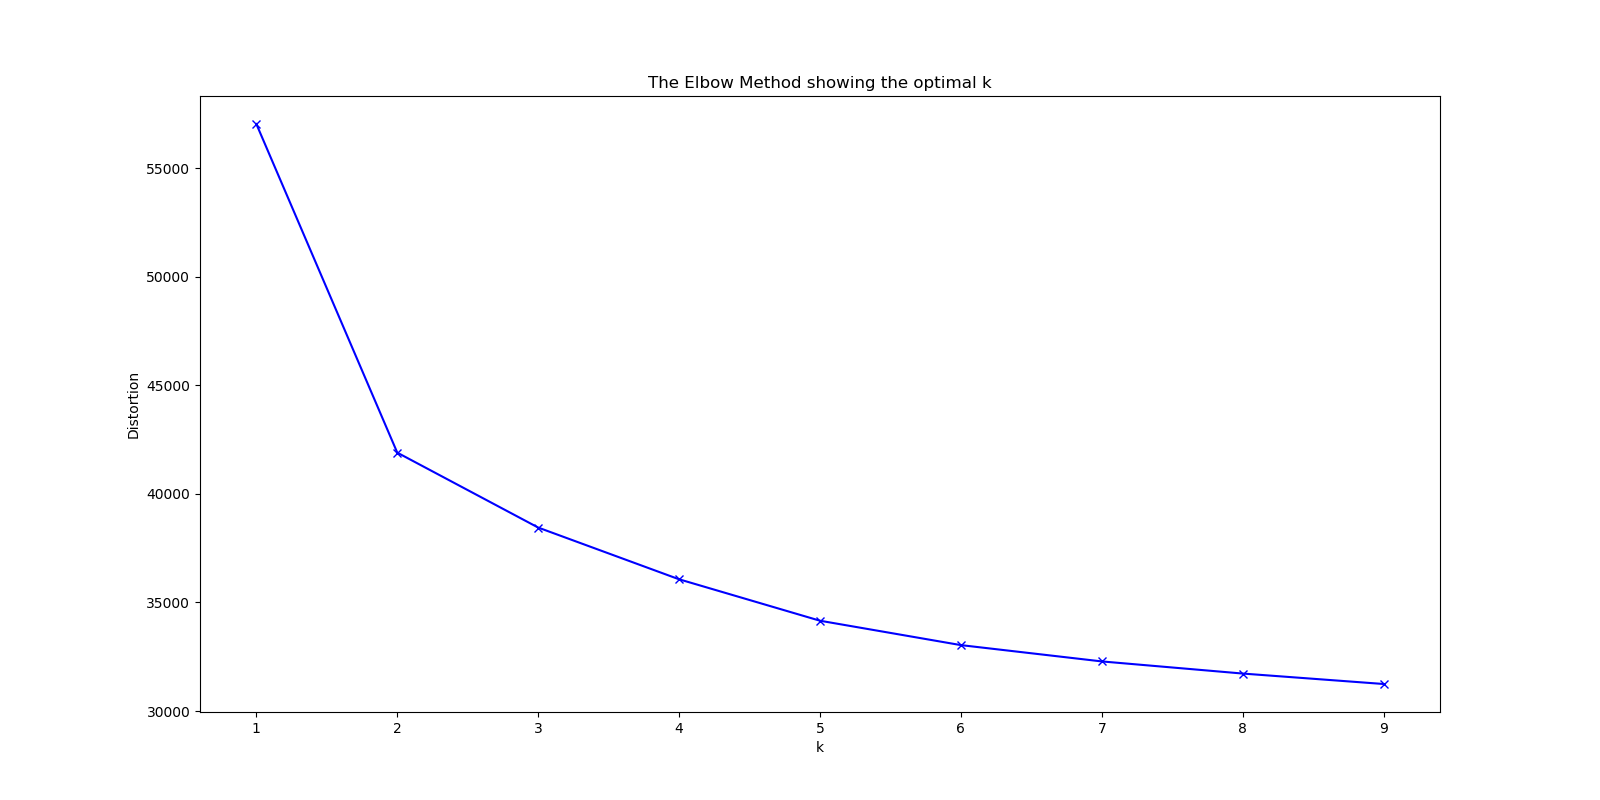 The Elbow Method showing the optimal k
55000
50000
45000
40000
35000
30000
Distortion
1 2 3 4 5 6 7 8 9
k